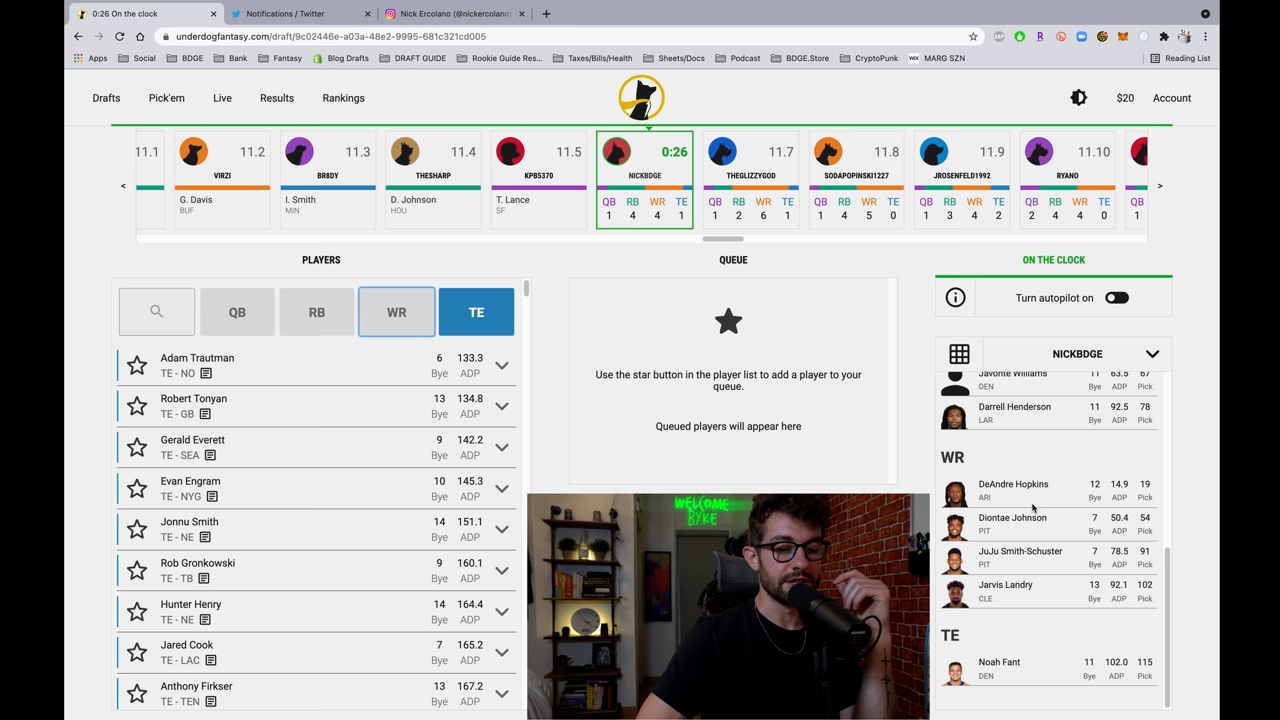 0:26 On the clock
Notifications / Twitter
Nick Ercolano (@nickercolano)
underdogfantasy.com/draft/9c02446e-a03a-48e2-9995-681c321cd005
Apps Social BDGE Bank Fantasy Blog Drafts DRAFT GUIDE Rookie Guide Res... Taxes/Bills/Health Sheets/Docs Podcast BDGE.Store CryptoPunk WIX MARG SZN Reading List
Drafts Pick'em Live Results Rankings $20 Account
11.1 11.2 11.3 11.4 11.5 0:26 11.7 11.8 11.9 11.10
VIRZI BR8DY THESHARP KPB5370 NICKBDGE THEGLIZZYGOD SODAPOPINSKI1227 JROSENFELD1992 RYANO
G. Davis I. Smith D. Johnson T. Lance QB RB WR TE QB RB WR TE QB RB WR TE QB RB WR TE QB RB WR TE
BUF MIN HOU SF 1 4 4 1 1 2 6 1 1 4 5 0 1 3 4 2 2 4 4 0
< >
PLAYERS
QB RB WR TE
Adam Trautman 6 133.3
TE - NO Bye ADP
Robert Tonyan 13 134.8
TE - GB Bye ADP
Gerald Everett 9 142.2
TE - SEA Bye ADP
Evan Engram 10 145.3
TE - NYG Bye ADP
Jonnu Smith 14 151.1
TE - NE Bye ADP
Rob Gronkowski 9 160.1
TE - TB Bye ADP
Hunter Henry 14 164.4
TE - NE Bye ADP
Jared Cook 7 165.2
TE - LAC Bye ADP
Anthony Firkser 13 167.2
TE - TEN Bye ADP
QUEUE
Use the star button in the player list to add a player to your
queue.
Queued players will appear here
WELCOME
BYKE
ON THE CLOCK
Turn autopilot on
NICKBDGE
Javonte Williams 11 63.5 67
DEN Bye ADP Pick
Darrell Henderson 11 92.5 78
LAR Bye ADP Pick
WR
DeAndre Hopkins 12 14.9 19
ARI Bye ADP Pick
Diontae Johnson 7 50.4 54
PIT Bye ADP Pick
JuJu Smith-Schuster 7 78.5 91
PIT Bye ADP Pick
Jarvis Landry 13 92.1 102
CLE Bye ADP Pick
TE
Noah Fant 11 102.0 115
DEN Bye ADP Pick